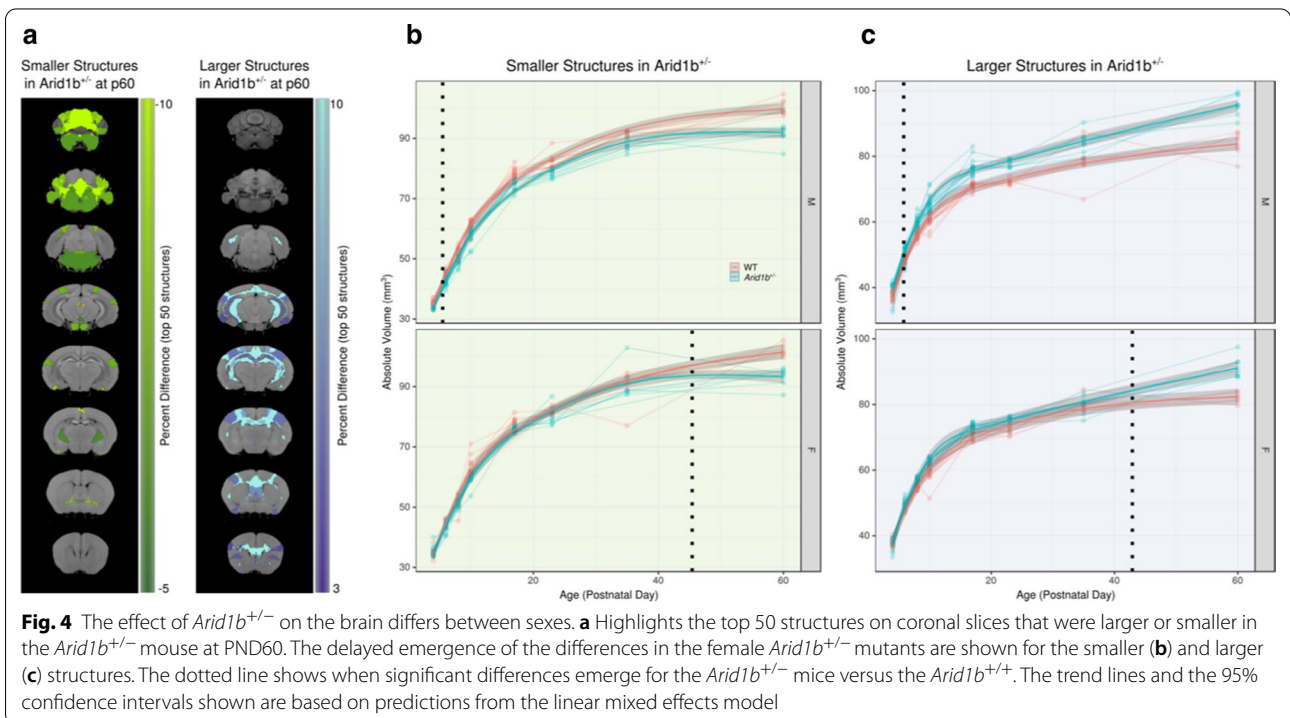 a
Smaller Structures
in Arid1b+/- at p60
Larger Structures
in Arid1b+/- at p60
-10
-5
Percent Difference (top 50 structures)
10
3
Percent Difference (top 50 structures)
b
Smaller Structures in Arid1b+/-
Absolute Volume (mm³)
90
70
50
30
M
WT
Arid1b+/-
90
70
50
30
F
20
40
60
Age (Postnatal Day)
c
Larger Structures in Arid1b+/-
Absolute Volume (mm³)
100
80
60
40
M
100
80
60
40
F
20
40
60
Age (Postnatal Day)
Fig. 4 The effect of Arid1b+/− on the brain differs between sexes. a Highlights the top 50 structures on coronal slices that were larger or smaller in
the Arid1b+/− mouse at PND60. The delayed emergence of the differences in the female Arid1b+/− mutants are shown for the smaller (b) and larger
(c) structures. The dotted line shows when significant differences emerge for the Arid1b+/− mice versus the Arid1b+/+. The trend lines and the 95%
confidence intervals shown are based on predictions from the linear mixed effects model